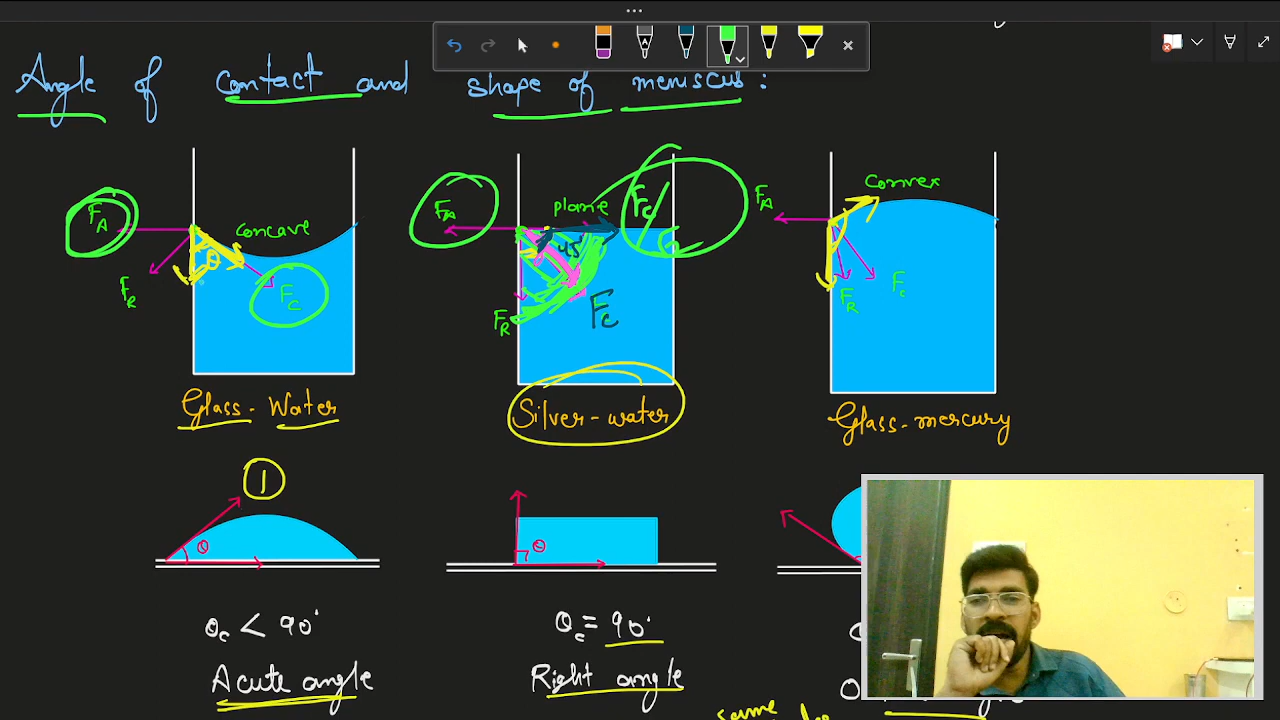 Angle of contact and shape of meniscus:
FA concave FR θ FC
FA plane FC 45 FR FC
FA Convex FR Fc
Glass-Water
Silver-water
Glass-mercury
1
θ
θ
θc < 90°
θc = 90°
Acute angle
Right angle
same